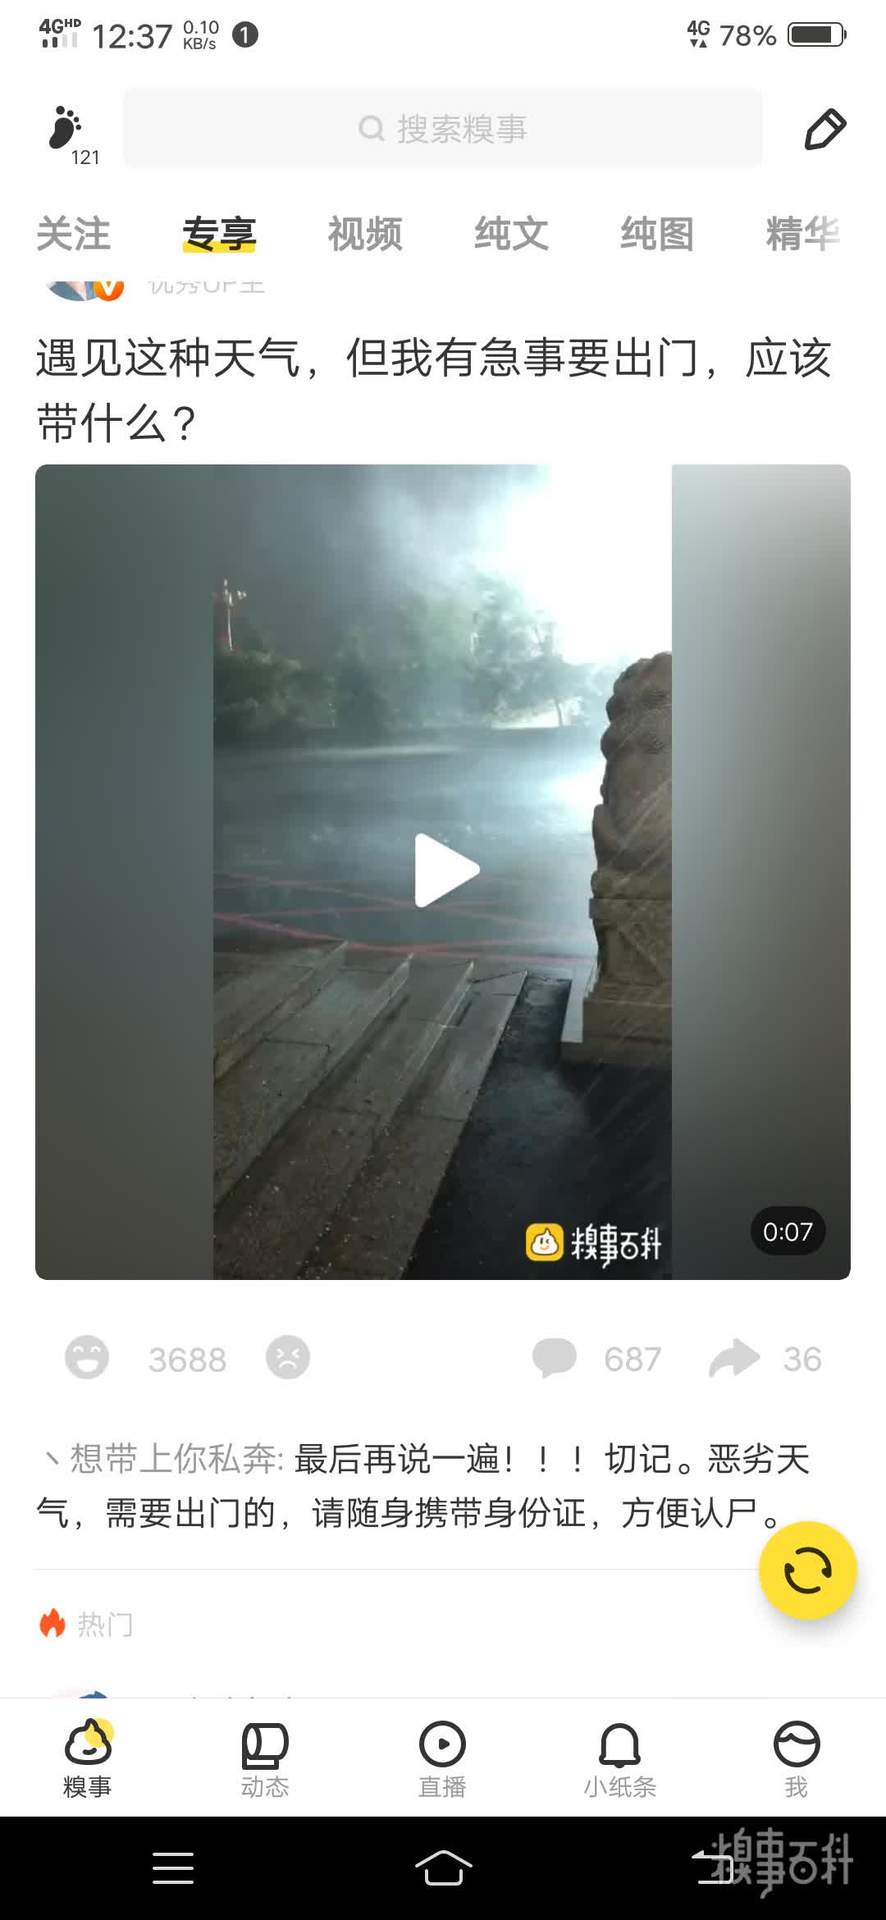 4GHD 12:37 0.10 KB/s 1 4G 78%
121 搜索糗事
关注 专享 视频 纯文 纯图 精华
优秀UP主
遇见这种天气，但我有急事要出门，应该
带什么？
糗事百科 0:07
3688 687 36
丶想带上你私奔: 最后再说一遍！！！切记。恶劣天
气，需要出门的，请随身携带身份证，方便认尸。
热门
糗事 动态 直播 小纸条 我
糗事百科